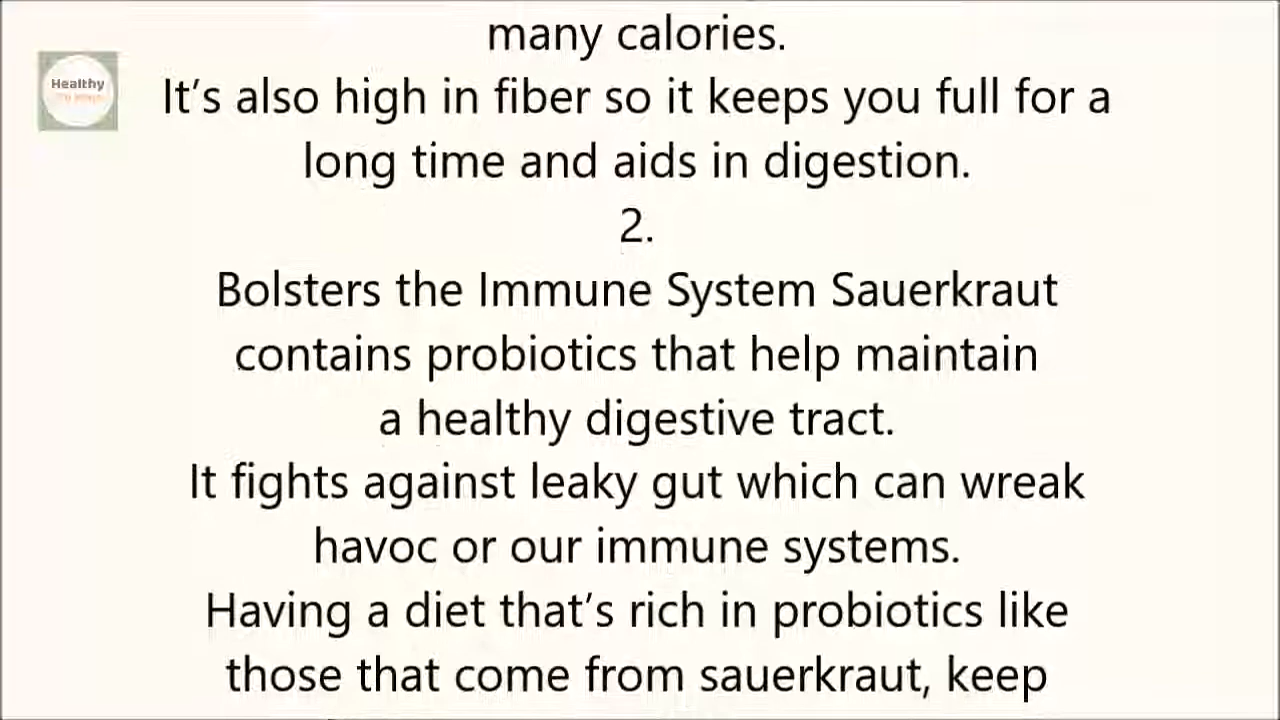 many calories.
Healthy
It's also high in fiber so it keeps you full for a
long time and aids in digestion.
2.
Bolsters the Immune System Sauerkraut
contains probiotics that help maintain
a healthy digestive tract.
It fights against leaky gut which can wreak
havoc or our immune systems.
Having a diet that's rich in probiotics like
those that come from sauerkraut, keep